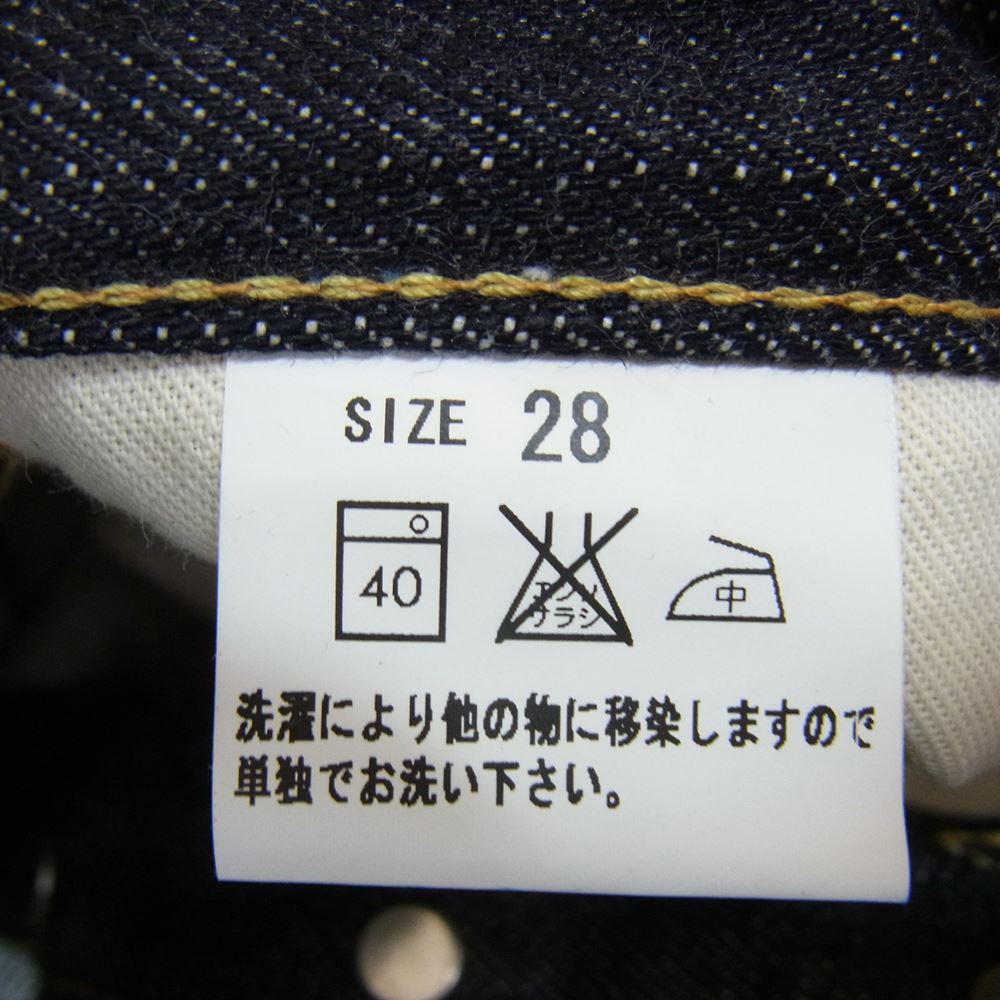 SIZE 28
40
エンソ
サラシ
中
洗濯により他の物に移染しますので
単独でお洗い下さい。